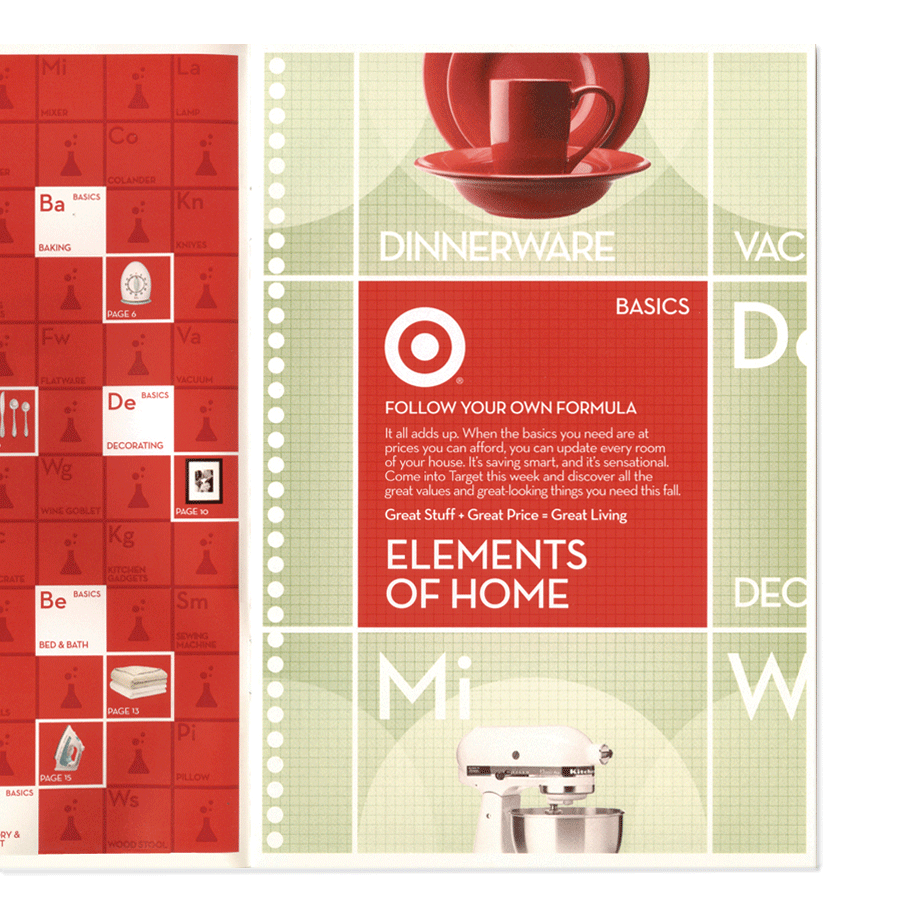 Mi
MIXER
La
LAMP
Co
COLANDER
Ba BASICS
BAKING
Kn
KNIVES
PAGE 6
Fw
FLATWARE
Va
VACUUM
De BASICS
DECORATING
Wg
WINE GOBLET
PAGE 10
Kg
KITCHEN
GADGETS
CRATE
Be BASICS
BED & BATH
Sm
SEWING
MACHINE
PAGE 13
PAGE 15
Pi
PILLOW
BASICS
RY &
T
Ws
WOOD STOOL
DINNERWARE
VAC
BASICS
®
FOLLOW YOUR OWN FORMULA
It all adds up. When the basics you need are at
prices you can afford, you can update every room
of your house. It's saving smart, and it's sensational.
Come into Target this week and discover all the
great values and great-looking things you need this fall.
Great Stuff + Great Price = Great Living
ELEMENTS
OF HOME
De
DEC
Mi
W